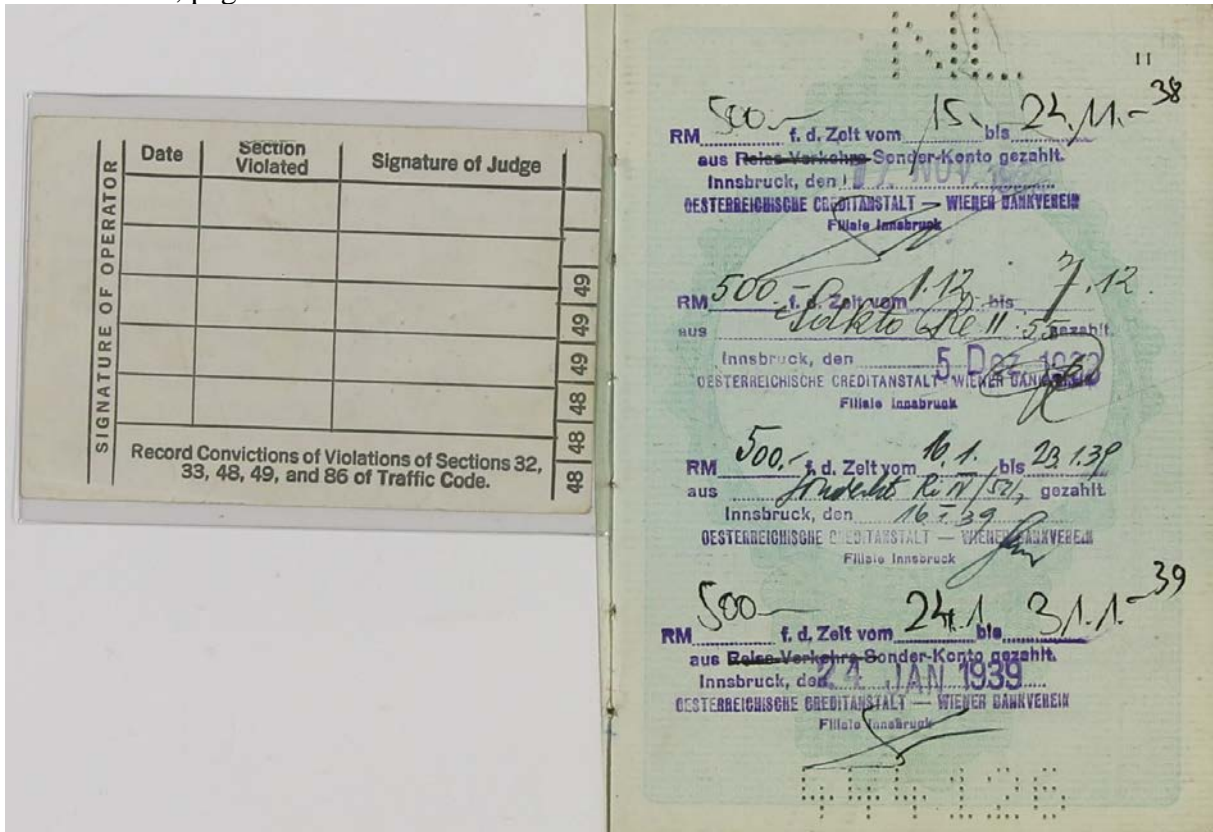 SIGNATURE OF OPERATOR
Date Section Violated Signature of Judge
49
49
49
48
48
48
Record Convictions of Violations of Sections 32,
33, 48, 49, and 86 of Traffic Code.
11
RM 500.— f. d. Zeit vom 15. bis 24.11.-38
aus Reise-Verkehrs-Sonder-Konto gezahlt.
Innsbruck, den 17. NOV.
OESTERREICHISCHE CREDITANSTALT — WIENER BANKVEREIN
Filiale Innsbruck
RM 500.- f. d. Zeit vom 1.12. bis 7.12.
aus gezahlt.
Innsbruck, den 5. Dez.
OESTERREICHISCHE CREDITANSTALT - WIENER BANKVEREIN
Filiale Innsbruck
RM 500.- f. d. Zeit vom 16.1. bis 23.1.39
aus gezahlt.
Innsbruck, den 16.I.39
OESTERREICHISCHE CREDITANSTALT — WIENER BANKVEREIN
Filiale Innsbruck
RM 500.— f. d. Zeit vom 24.1. bis 31.1.-39
aus Reise-Verkehrs-Sonder-Konto gezahlt.
Innsbruck, den 24 JAN 1939
OESTERREICHISCHE CREDITANSTALT — WIENER BANKVEREIN
Filiale Innsbruck